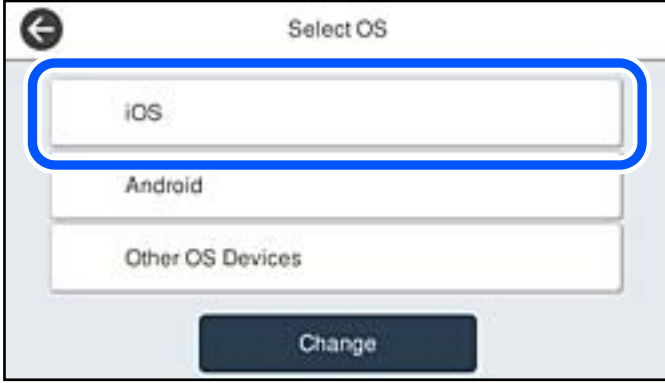 Select OS
iOS
Android
Other OS Devices
Change